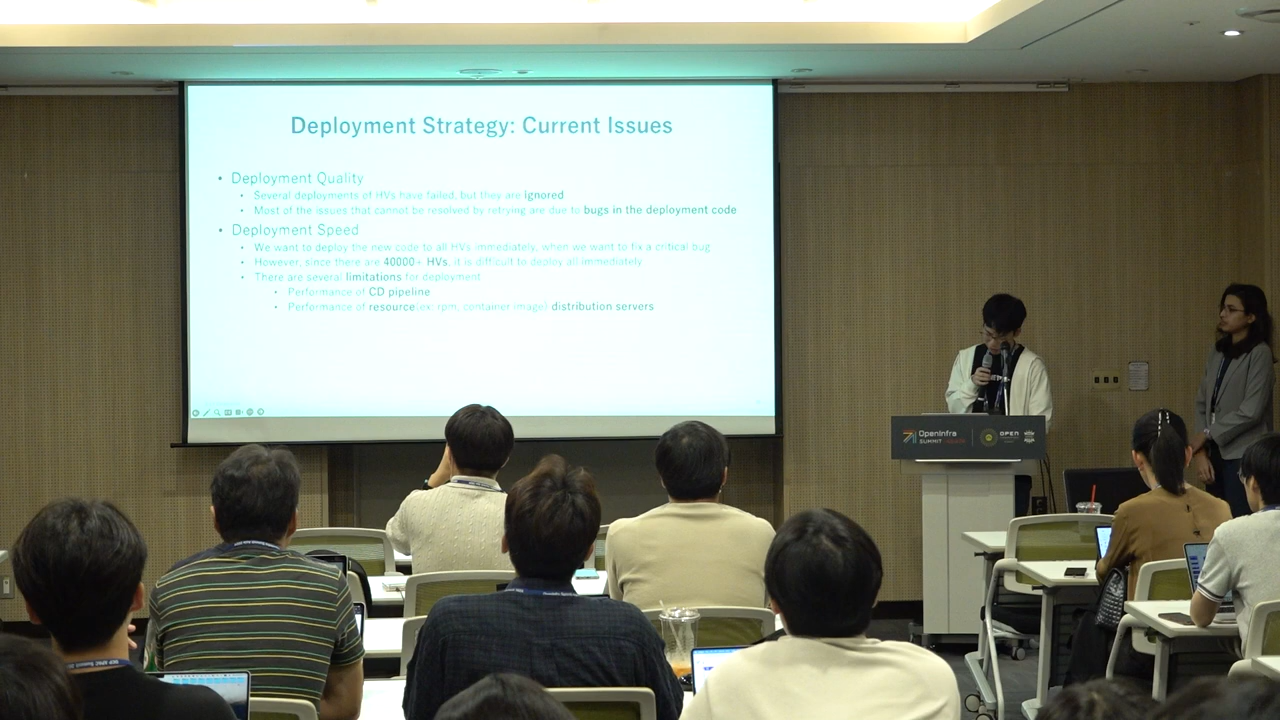 Deployment Strategy: Current Issues
• Deployment Quality
• Several deployments of HVs have failed, but they are ignored
• Most of the issues that cannot be resolved by retrying are due to bugs in the deployment code
• Deployment Speed
• We want to deploy the new code to all HVs immediately, when we want to fix a critical bug
• However, since there are 40000+ HVs, it is difficult to deploy all immediately.
• There are several limitations for deployment
• Performance of CD pipeline
• Performance of resource(ex: rpm, container image) distribution servers
OpenInfra
SUMMIT
OPEN